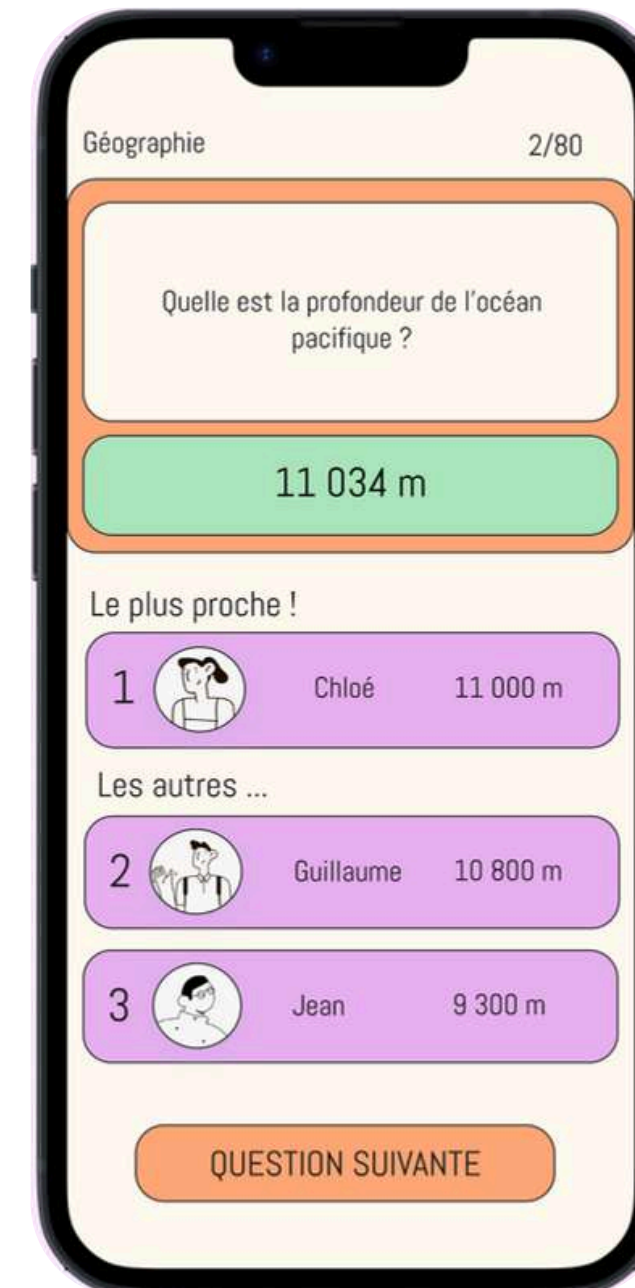 Géographie 2/80
Quelle est la profondeur de l'océan
pacifique ?
11 034 m
Le plus proche !
1 Chloé 11 000 m
Les autres ...
2 Guillaume 10 800 m
3 Jean 9 300 m
QUESTION SUIVANTE